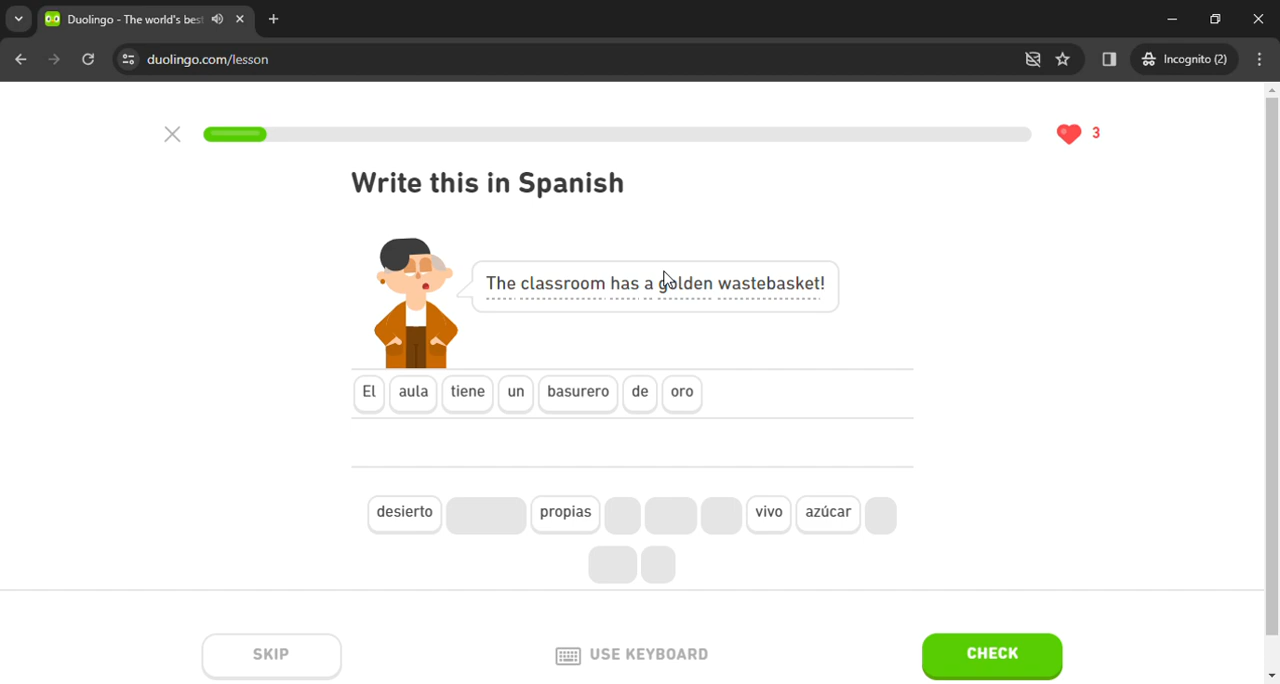 Duolingo - The world's bes
duolingo.com/lesson
Incognito (2)
3
Write this in Spanish
The classroom has a golden wastebasket!
El aula tiene un basurero de oro
desierto propias vivo azúcar
SKIP USE KEYBOARD CHECK